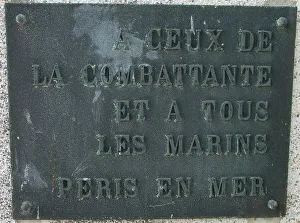 A CEUX DE
LA COMBATTANTE
ET A TOUS
LES MARINS
PERIS EN MER